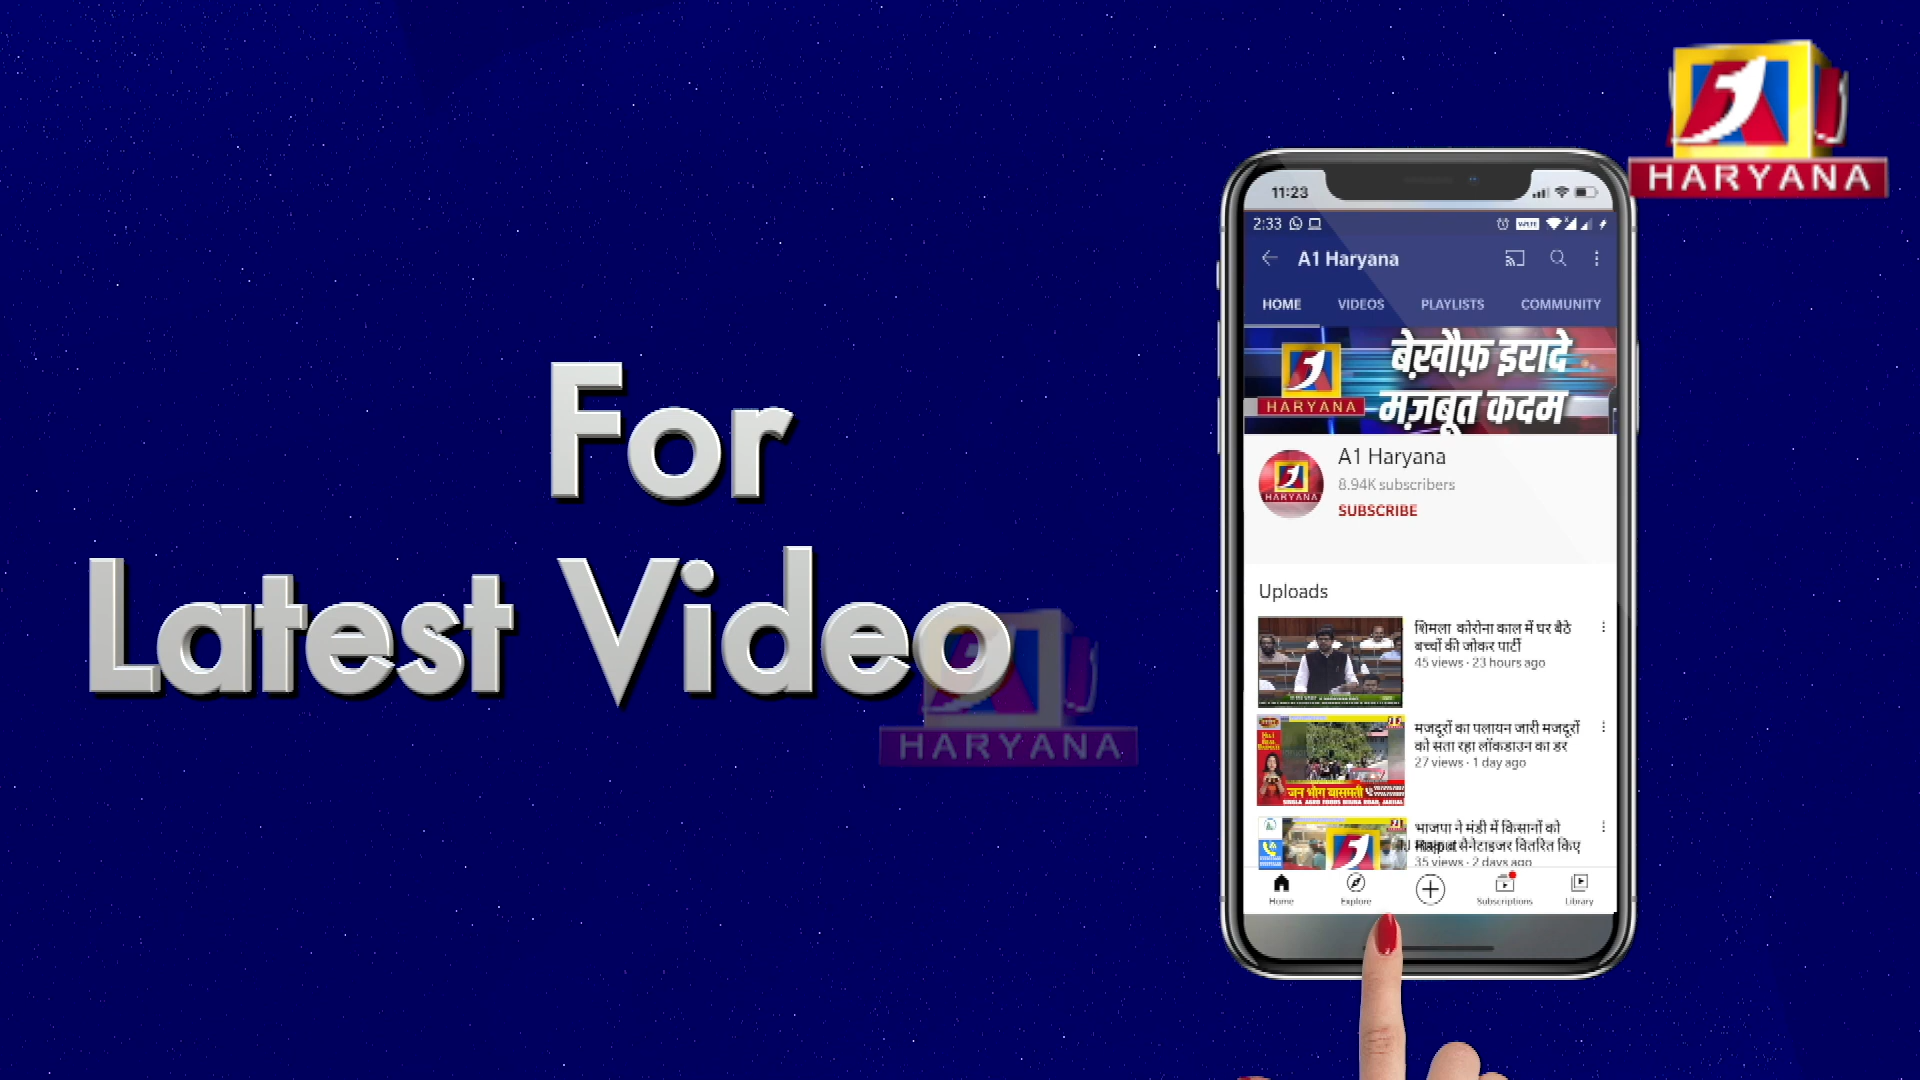 For
Latest Video
HARYANA
HARYANA
11:23
2:33
A1 Haryana
HOME VIDEOS PLAYLISTS COMMUNITY
बेख़ौफ़ इरादे
मज़बूत कदम
HARYANA
A1 Haryana
8.94K subscribers
SUBSCRIBE
HARYANA
Uploads
शिमला कोरोना काल में घर बैठे
बच्चों की जोकर पार्टी
45 views · 23 hours ago
मजदूरों का पलायन जारी मजदूरों
को सता रहा लॉकडाउन का डर
27 views · 1 day ago
जन भोग बासमती
भाजपा ने मंडी में किसानों को
सेनेटाइजर वितरित किए
35 views · 2 days ago
Home Explore Subscriptions Library